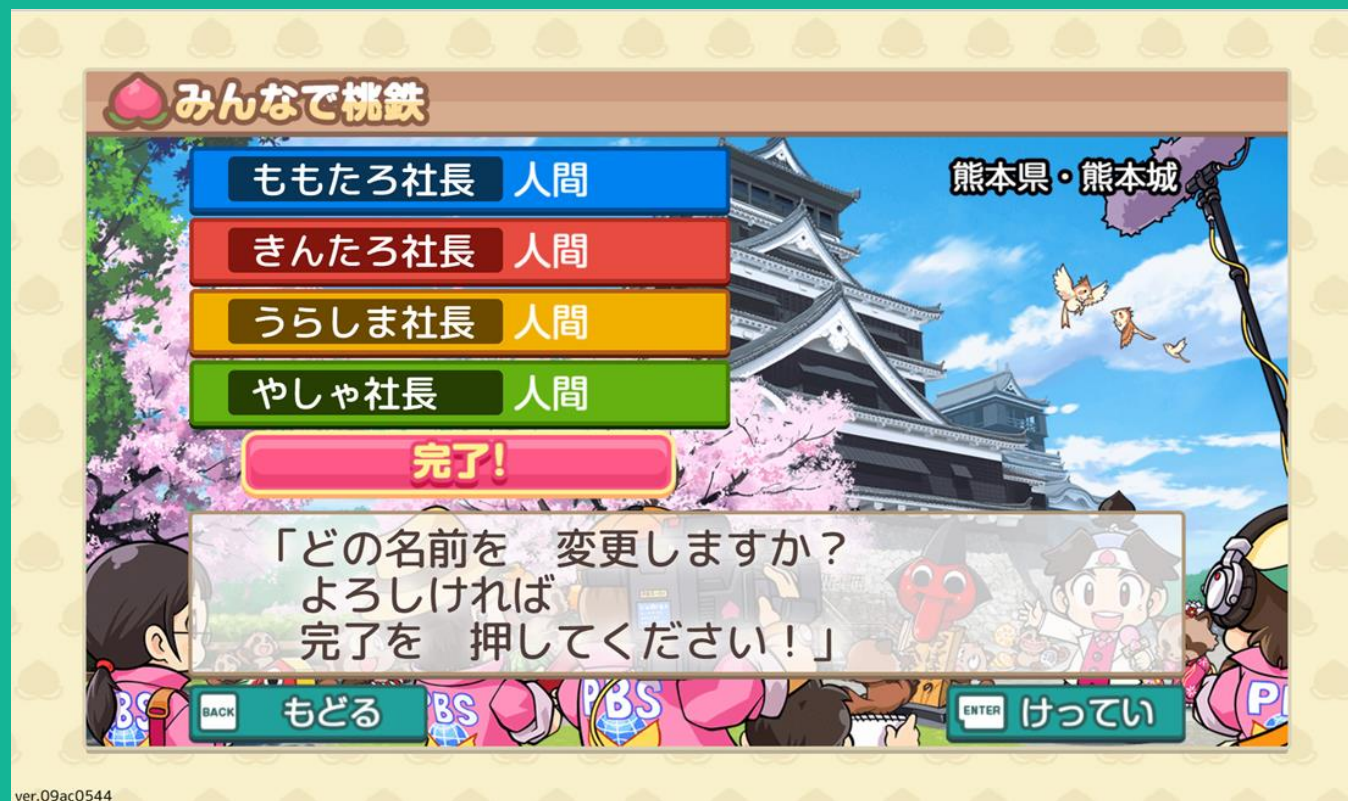 みんなで桃鉄
熊本県・熊本城
ももたろ社長 人間
きんたろ社長 人間
うらしま社長 人間
やしゃ社長 人間
完了!
「どの名前を 変更しますか?
よろしければ
完了を 押してください!」
PBS
PBS
PBS
BACK もどる
ENTER けってい
ver.09ac0544